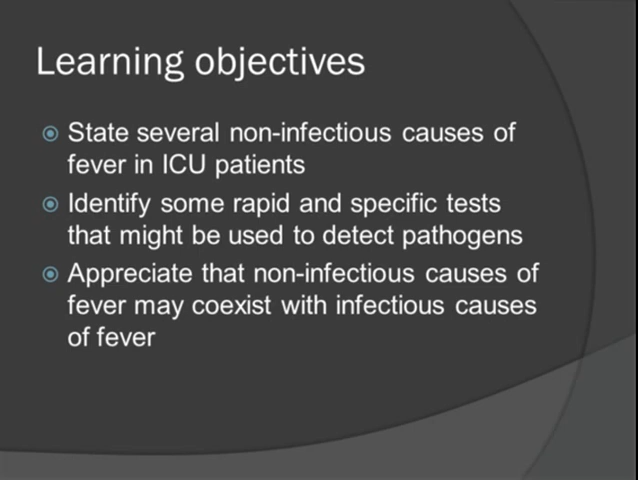 Learning objectives
State several non-infectious causes of
fever in ICU patients
Identify some rapid and specific tests
that might be used to detect pathogens
Appreciate that non-infectious causes of
fever may coexist with infectious causes
of fever